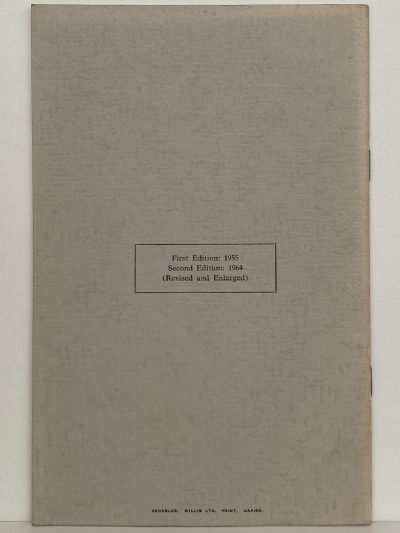 First Edition: 1955
Second Edition: 1964
(Revised and Enlarged)
VENABLES, WILLIS LTD. PRINT, NAPIER.